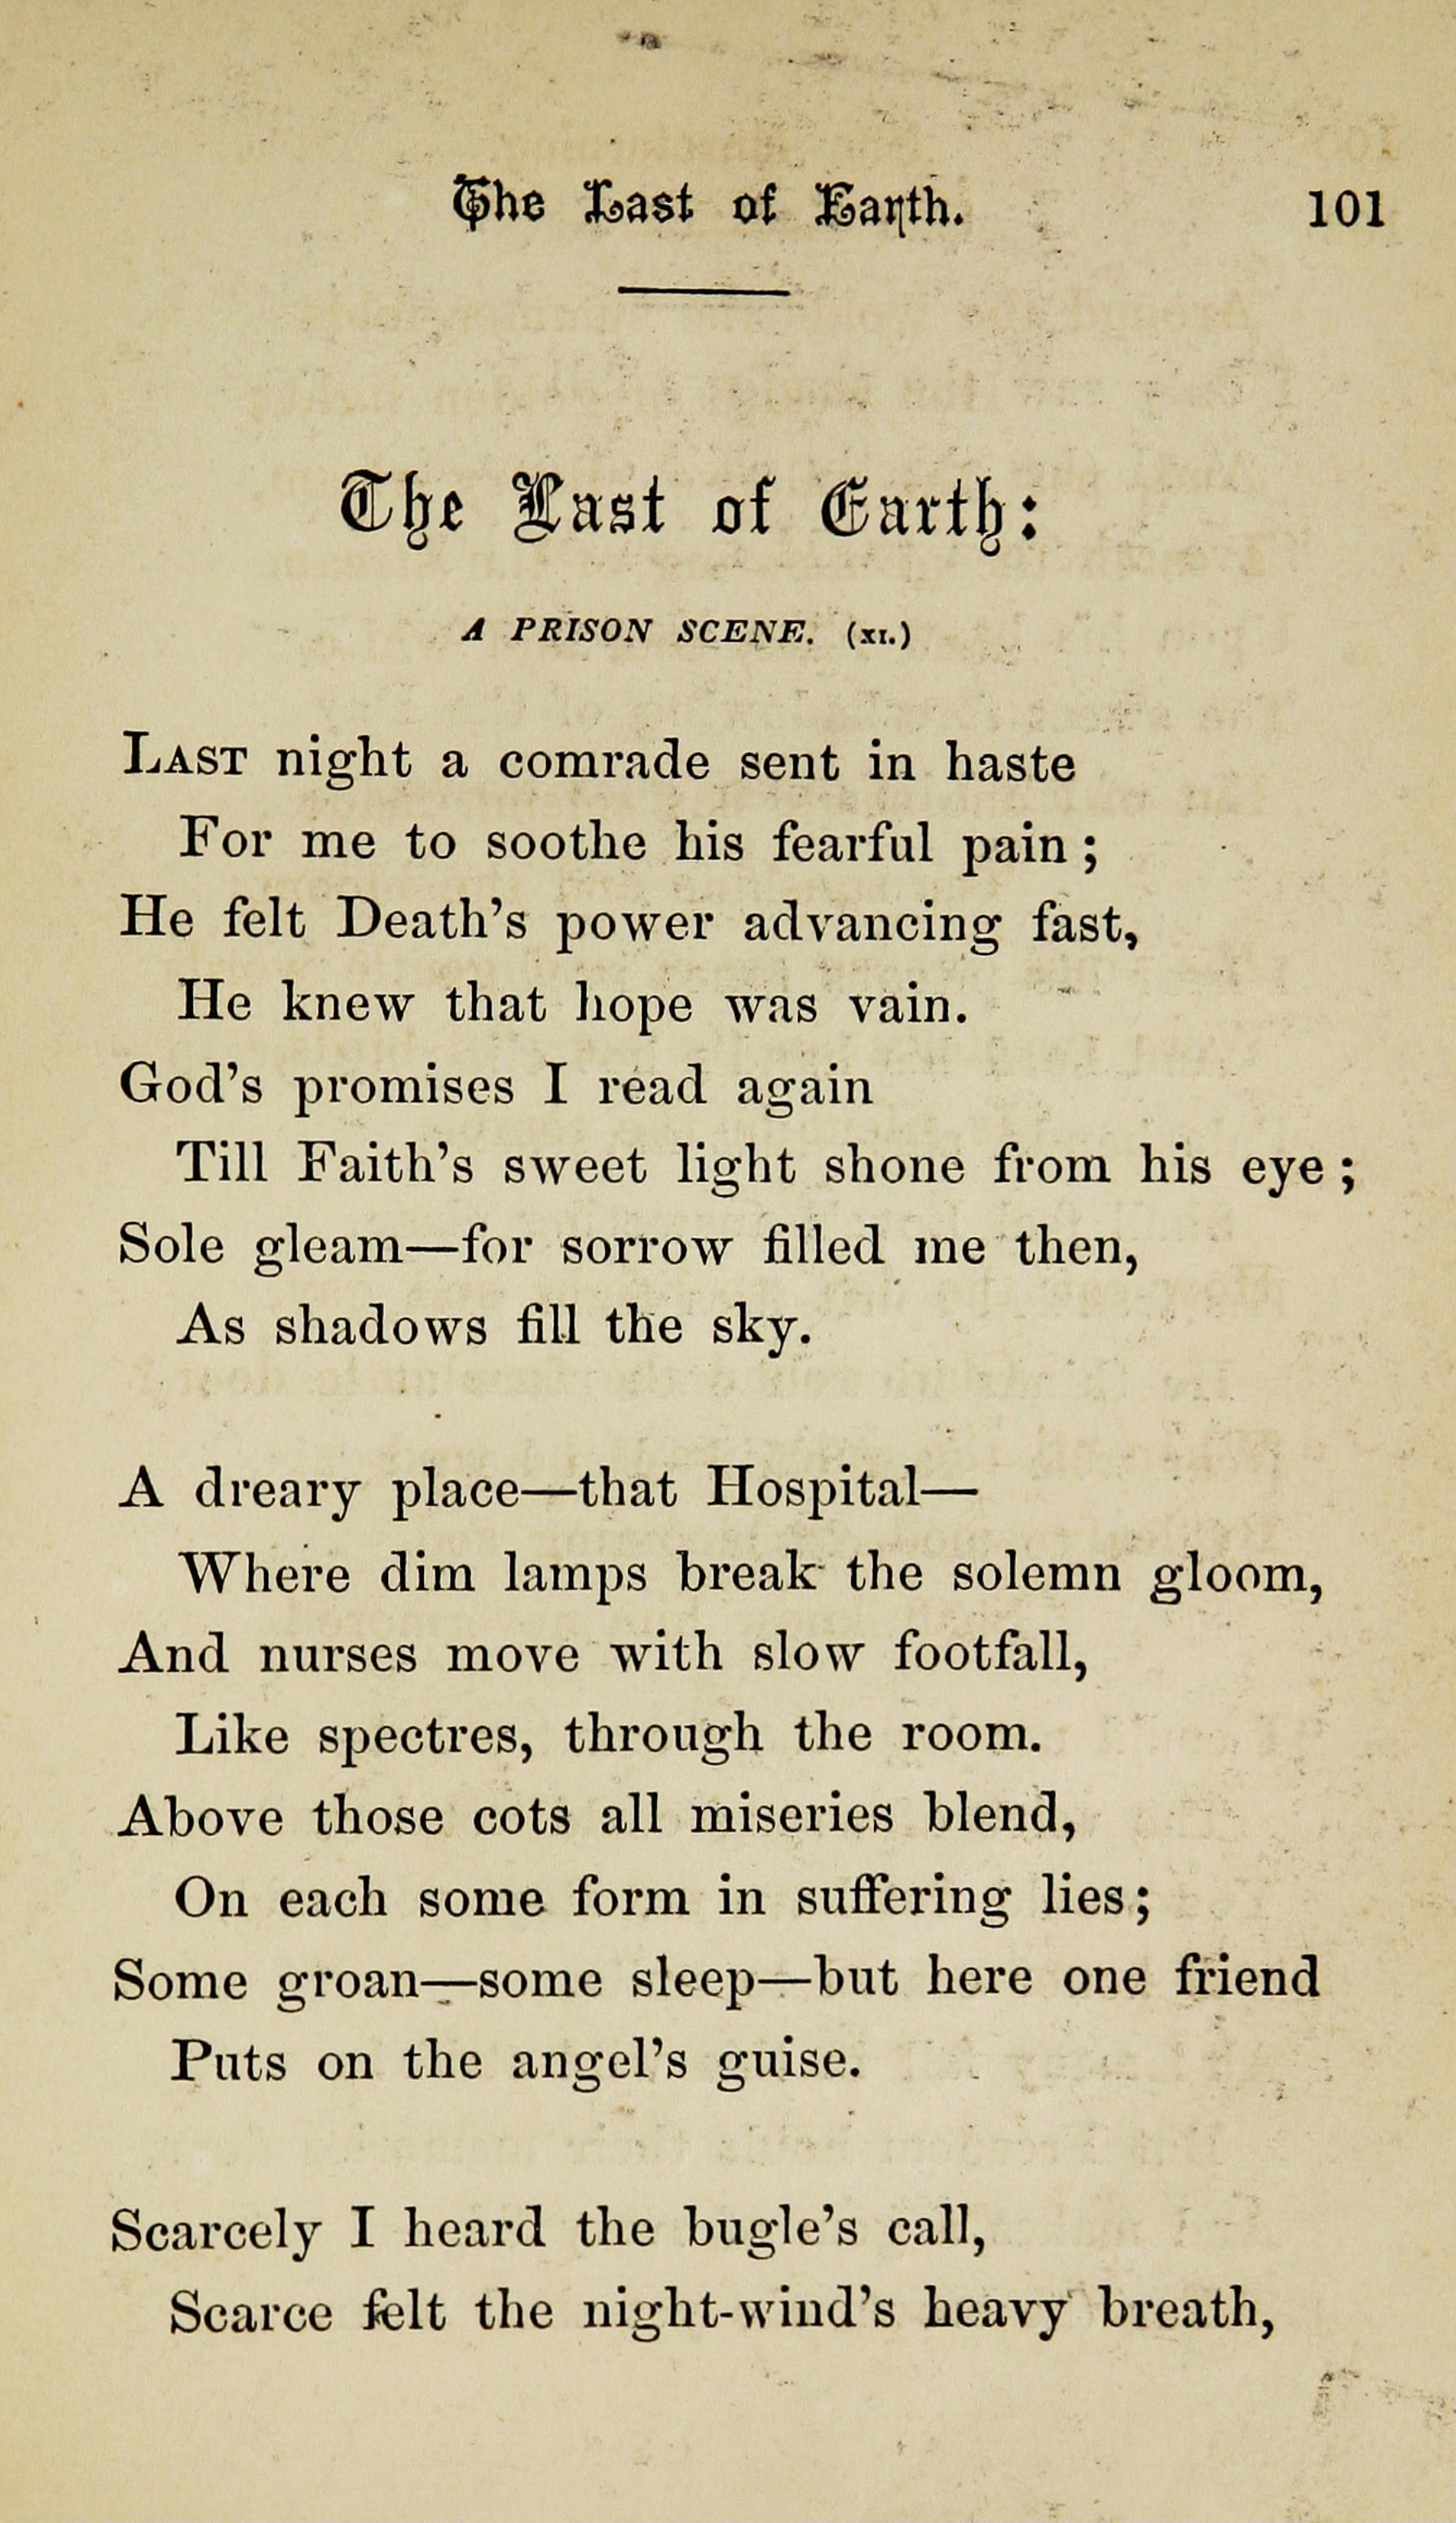 The Last of Earth. 101
The Last of Earth:
A PRISON SCENE. (XI.)
LAST night a comrade sent in haste
For me to soothe his fearful pain;
He felt Death's power advancing fast,
He knew that hope was vain.
God's promises I read again
Till Faith's sweet light shone from his eye;
Sole gleam—for sorrow filled me then,
As shadows fill the sky.
A dreary place—that Hospital—
Where dim lamps break the solemn gloom,
And nurses move with slow footfall,
Like spectres, through the room.
Above those cots all miseries blend,
On each some form in suffering lies;
Some groan—some sleep—but here one friend
Puts on the angel's guise.
Scarcely I heard the bugle's call,
Scarce felt the night-wind's heavy breath,